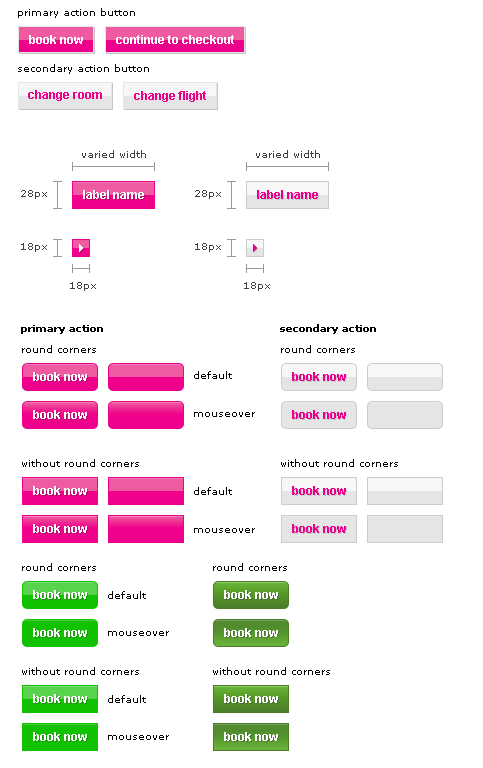 primary action button
book now continue to checkout
secondary action button
change room change flight
varied width varied width
28px label name 28px label name
18px 18px
18px 18px
primary action secondary action
round corners round corners
book now default book now
book now mouseover book now
without round corners without round corners
book now default book now
book now mouseover book now
round corners round corners
book now default book now
book now mouseover book now
without round corners without round corners
book now default book now
book now mouseover book now